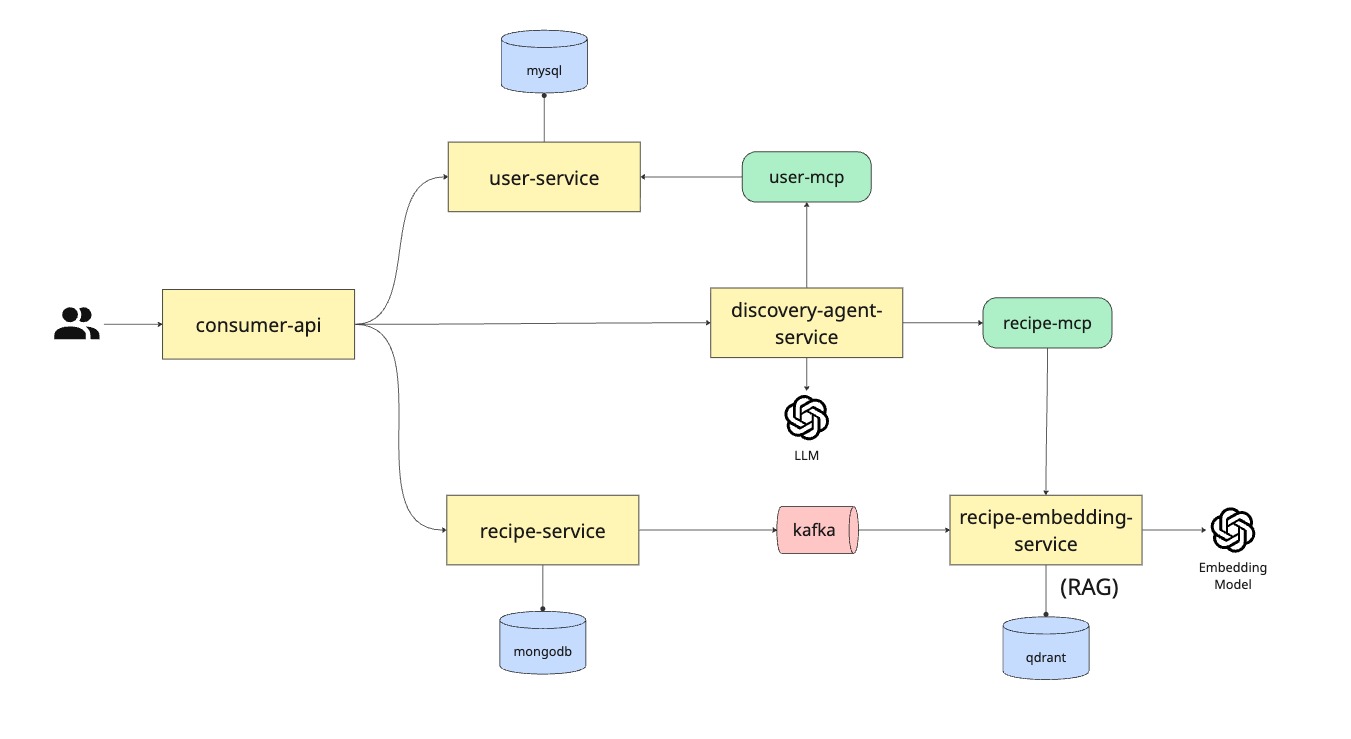 mysql
user-service
user-mcp
consumer-api
discovery-agent-
service
recipe-mcp
LLM
recipe-service
kafka
recipe-embedding-
service
Embedding
Model
(RAG)
mongodb
qdrant